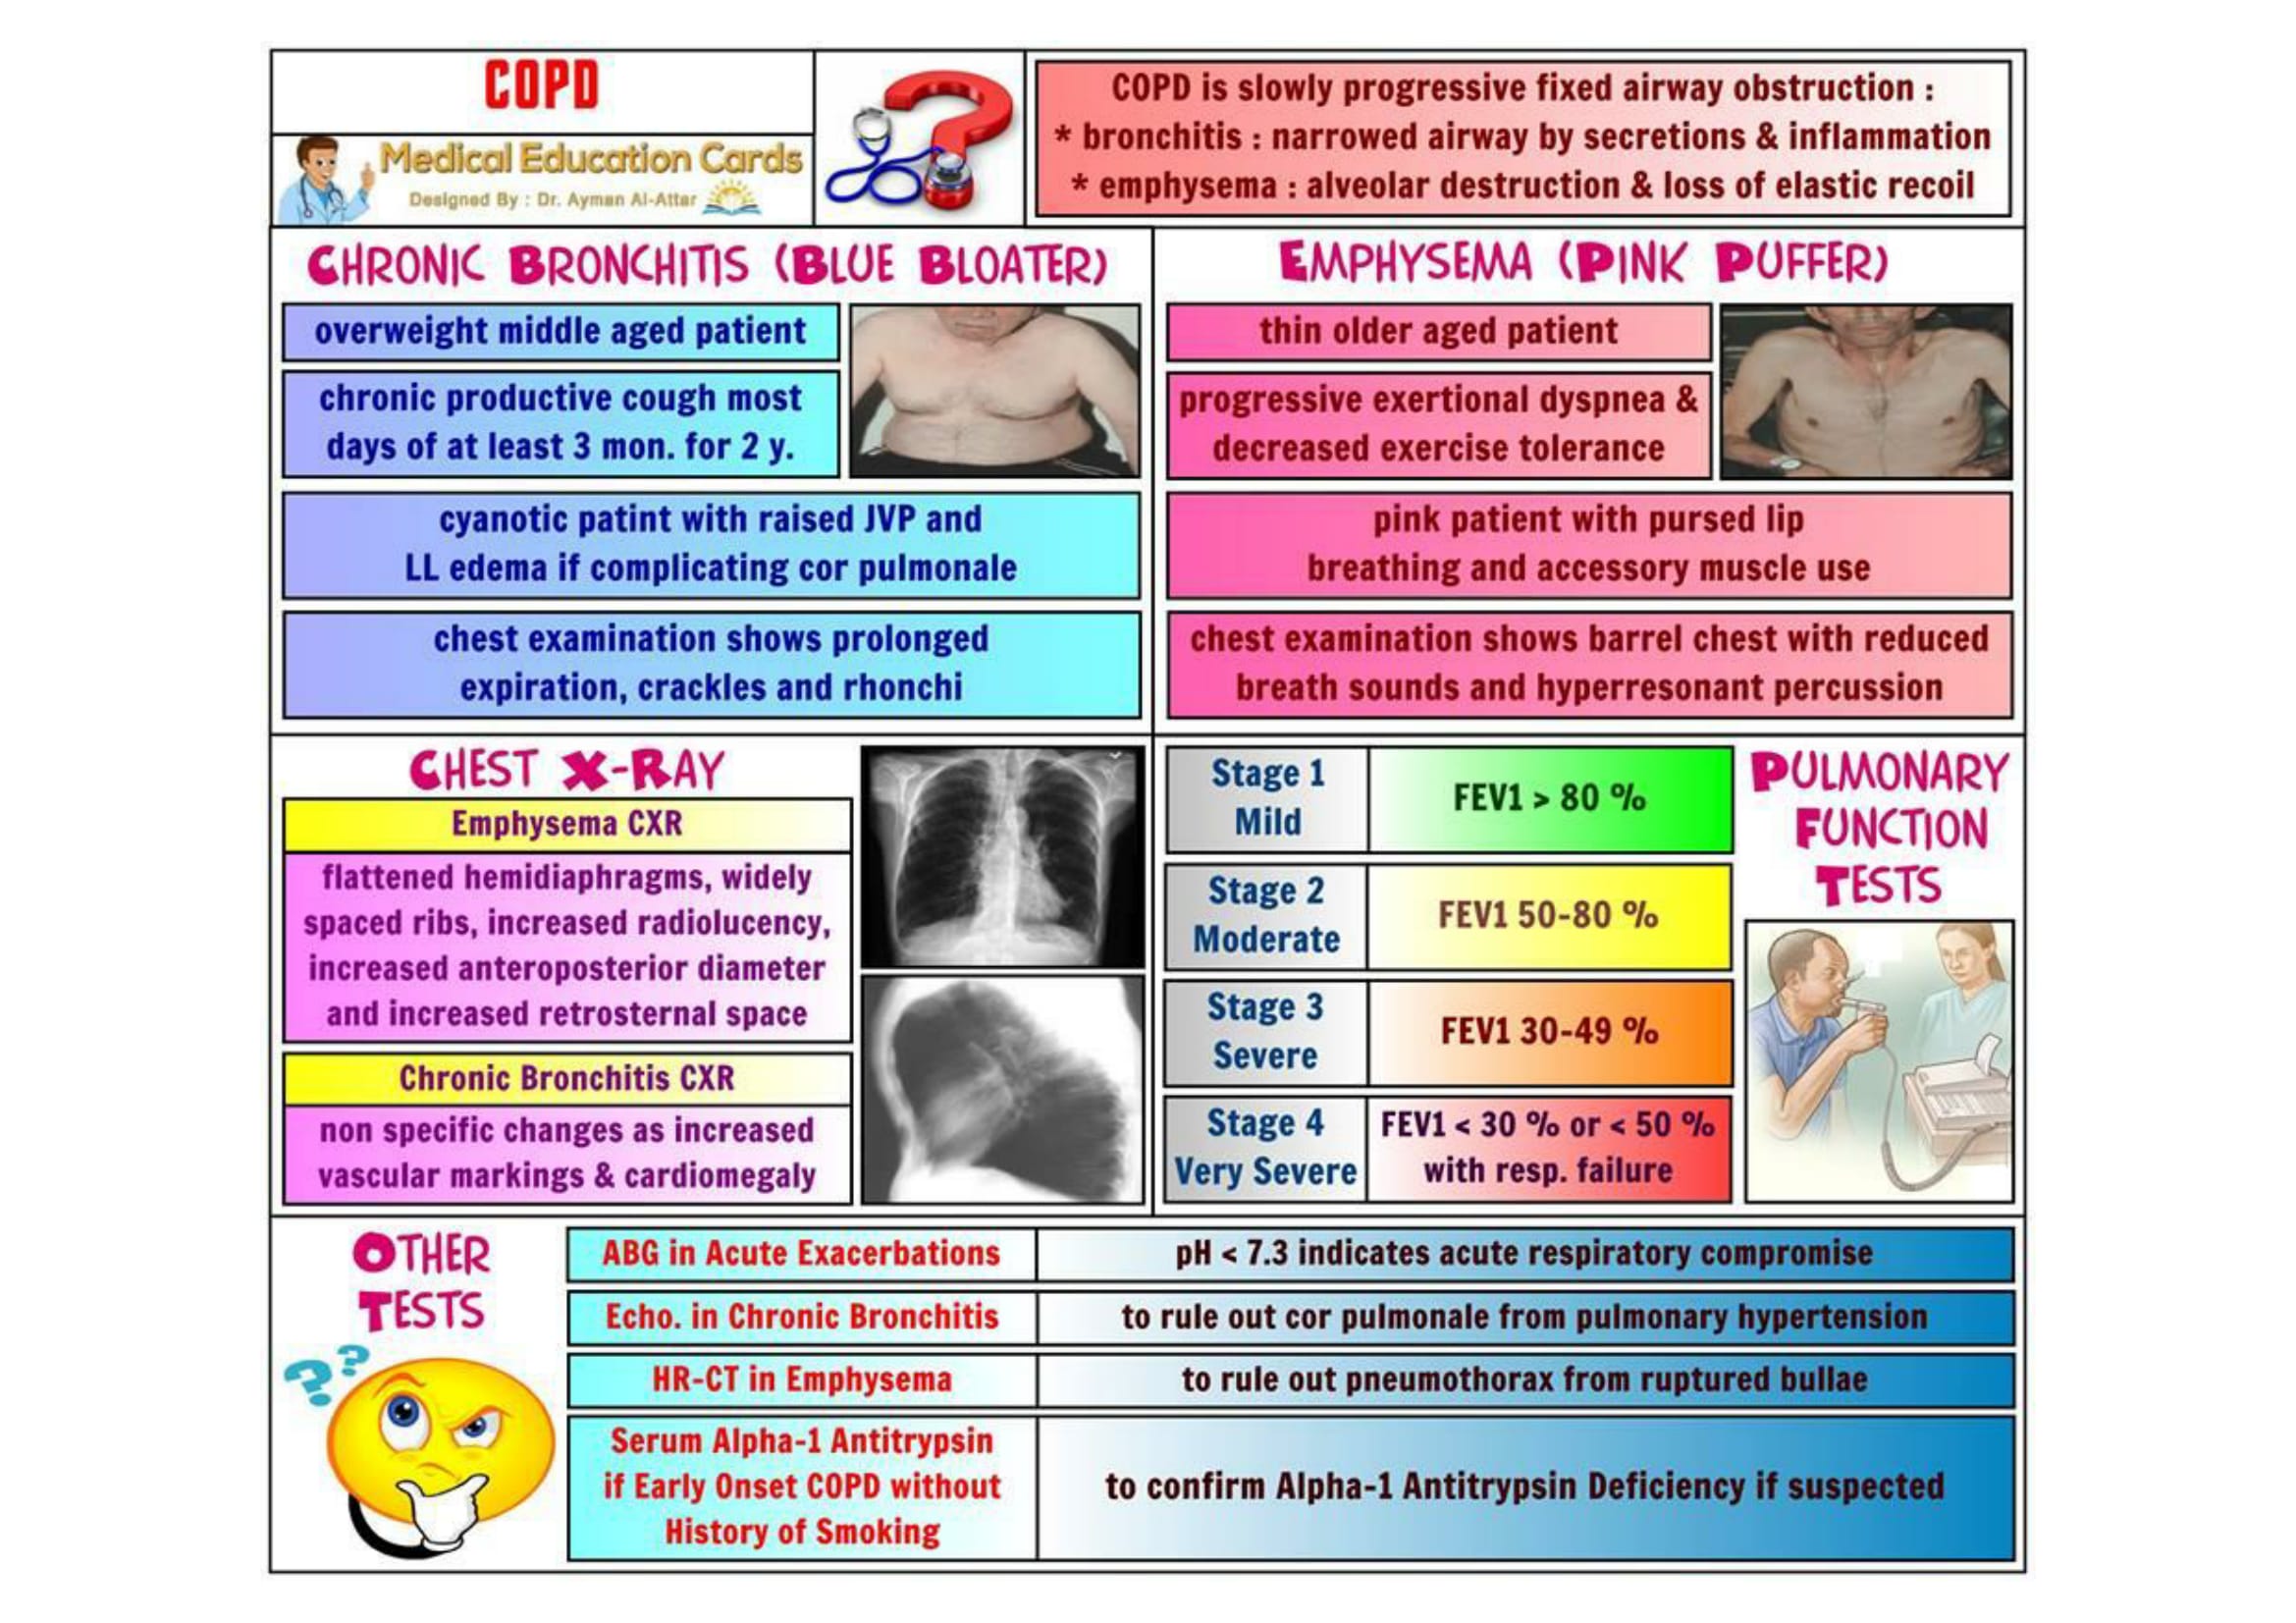 COPD
Medical Education Cards
Designed By : Dr. Ayman Al-Attar
COPD is slowly progressive fixed airway obstruction :
* bronchitis : narrowed airway by secretions & inflammation
* emphysema : alveolar destruction & loss of elastic recoil
CHRONIC BRONCHITIS (BLUE BLOATER)
overweight middle aged patient
chronic productive cough most
days of at least 3 mon. for 2 y.
cyanotic patint with raised JVP and
LL edema if complicating cor pulmonale
chest examination shows prolonged
expiration, crackles and rhonchi
EMPHYSEMA (PINK PUFFER)
thin older aged patient
progressive exertional dyspnea &
decreased exercise tolerance
pink patient with pursed lip
breathing and accessory muscle use
chest examination shows barrel chest with reduced
breath sounds and hyperresonant percussion
CHEST X-RAY
Emphysema CXR
flattened hemidiaphragms, widely
spaced ribs, increased radiolucency,
increased anteroposterior diameter
and increased retrosternal space
Chronic Bronchitis CXR
non specific changes as increased
vascular markings & cardiomegaly
PULMONARY
FUNCTION
TESTS
Stage 1
Mild
FEV1 > 80 %
Stage 2
Moderate
FEV1 50-80 %
Stage 3
Severe
FEV1 30-49 %
Stage 4
Very Severe
FEV1 < 30 % or < 50 %
with resp. failure
OTHER
TESTS
??
ABG in Acute Exacerbations
pH < 7.3 indicates acute respiratory compromise
Echo. in Chronic Bronchitis
to rule out cor pulmonale from pulmonary hypertension
HR-CT in Emphysema
to rule out pneumothorax from ruptured bullae
Serum Alpha-1 Antitrypsin
if Early Onset COPD without
History of Smoking
to confirm Alpha-1 Antitrypsin Deficiency if suspected